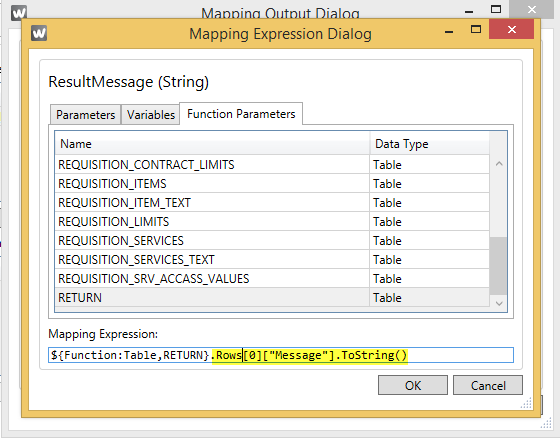 W
Mapping Output Dialog
W
Mapping Expression Dialog
ResultMessage (String)
Parameters Variables Function Parameters
Name Data Type
REQUISITION_CONTRACT_LIMITS Table
REQUISITION_ITEMS Table
REQUISITION_ITEM_TEXT Table
REQUISITION_LIMITS Table
REQUISITION_SERVICES Table
REQUISITION_SERVICES_TEXT Table
REQUISITION_SRV_ACCASS_VALUES Table
RETURN Table
Mapping Expression:
${Function:Table,RETURN}.Rows[0]["Message"].ToString()
OK Cancel